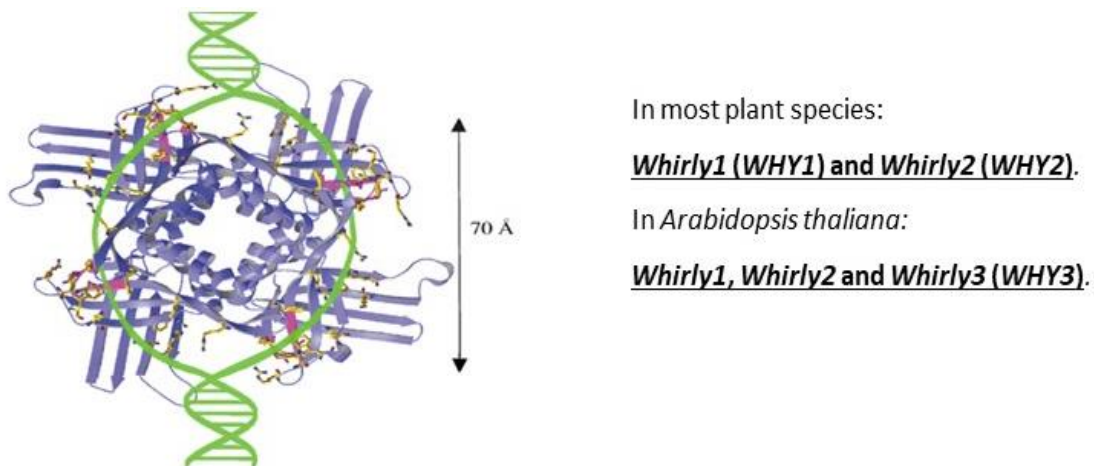 70 Å
In most plant species:
Whirly1 (WHY1) and Whirly2 (WHY2).
In Arabidopsis thaliana:
Whirly1, Whirly2 and Whirly3 (WHY3).